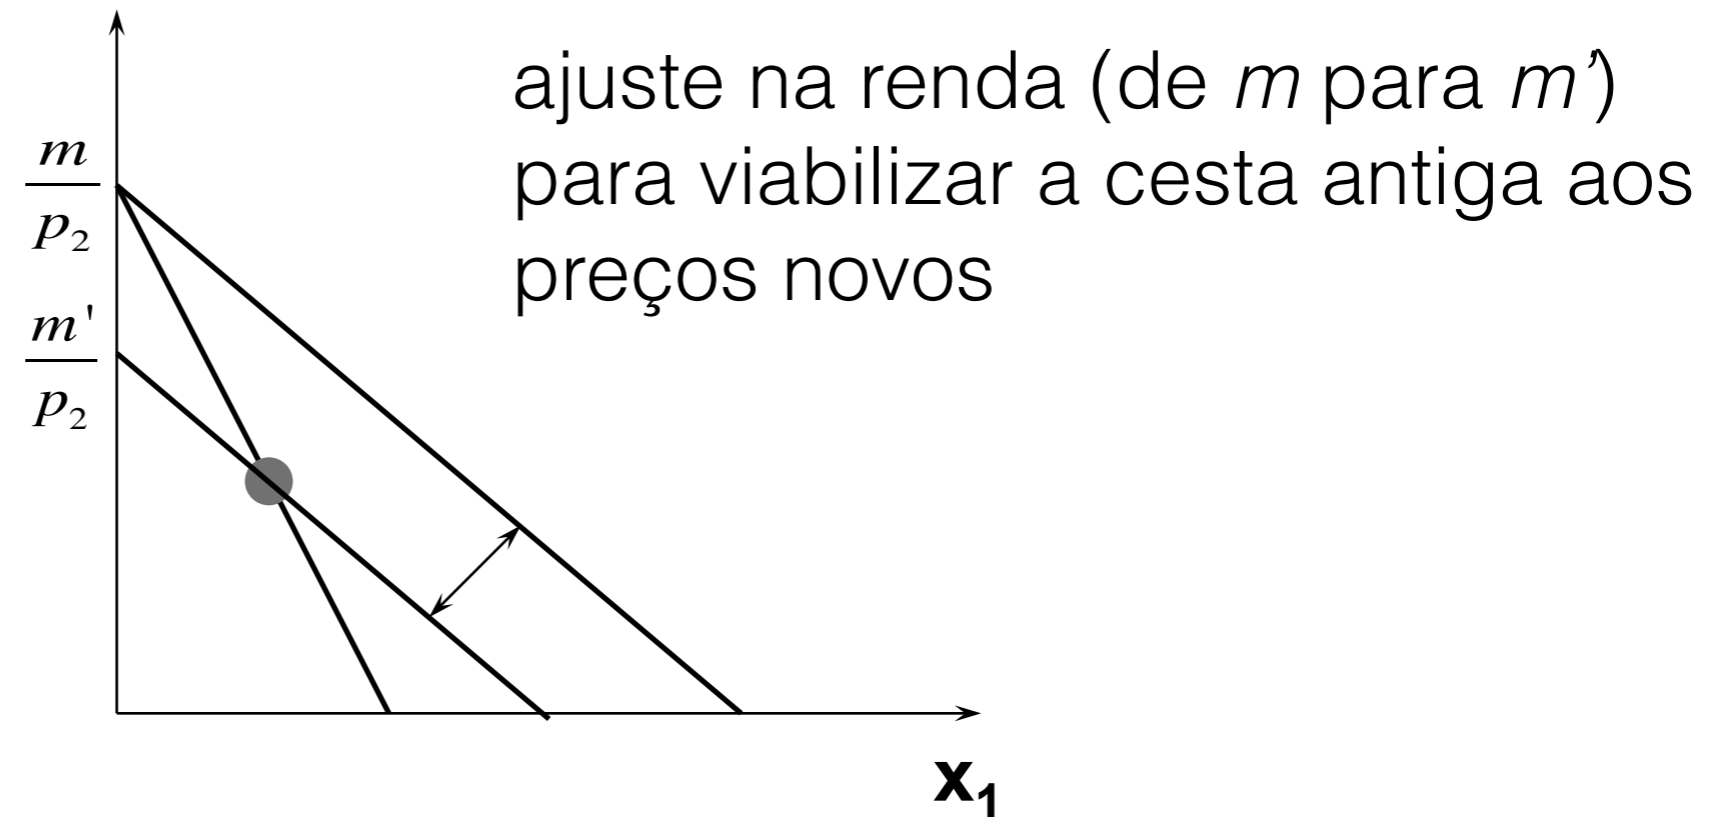 ajuste na renda (de m para m’)
para viabilizar a cesta antiga aos
preços novos
m
p₂
m'
p₂
x₁